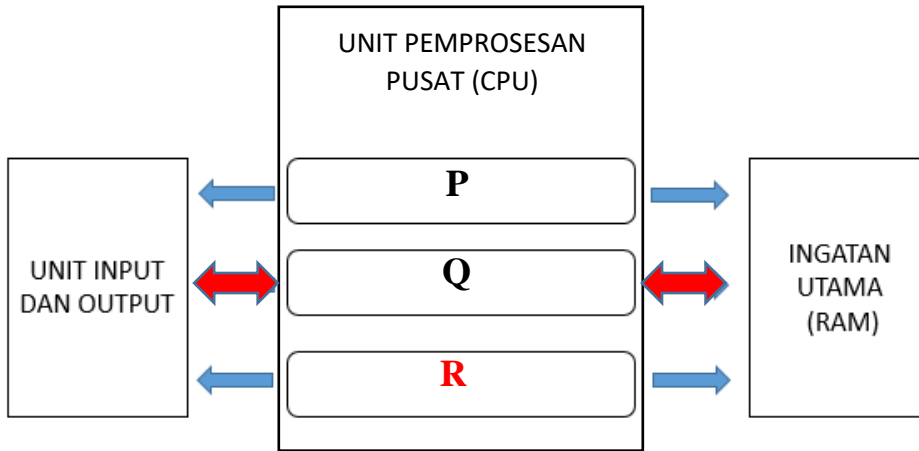 UNIT PEMPROSESAN
PUSAT (CPU)
P
Q
R
UNIT INPUT
DAN OUTPUT
INGATAN
UTAMA
(RAM)